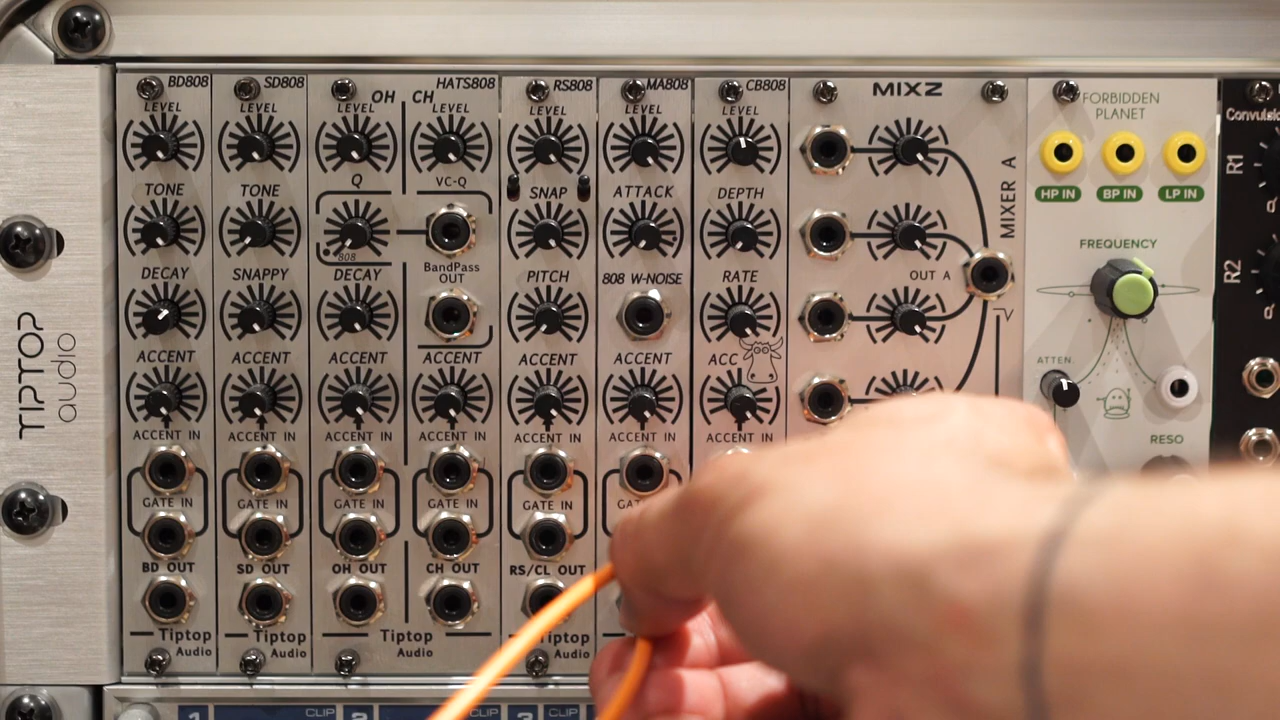 TIPTOP
audio
BD808
LEVEL
TONE
DECAY
ACCENT
ACCENT IN
GATE IN
BD OUT
Tiptop
Audio
SD808
LEVEL
TONE
SNAPPY
ACCENT
ACCENT IN
GATE IN
SD OUT
Tiptop
Audio
HATS808
OH CH
LEVEL LEVEL
Q VC-Q
808
BandPass
OUT
DECAY
ACCENT ACCENT
ACCENT IN ACCENT IN
GATE IN GATE IN
OH OUT CH OUT
Tiptop
Audio
RS808
LEVEL
SNAP
PITCH
ACCENT
ACCENT IN
GATE IN
RS/CL OUT
Tiptop
Audio
MA808
LEVEL
ATTACK
808 W-NOISE
ACCENT
ACCENT IN
CB808
LEVEL
DEPTH
RATE
ACC
ACCENT IN
MIXZ
MIXER A
OUT A
FORBIDDEN
PLANET
HP IN BP IN LP IN
FREQUENCY
ATTEN.
RESO
R1
R2
1 CLIP 2 CLIP 3 CLIP